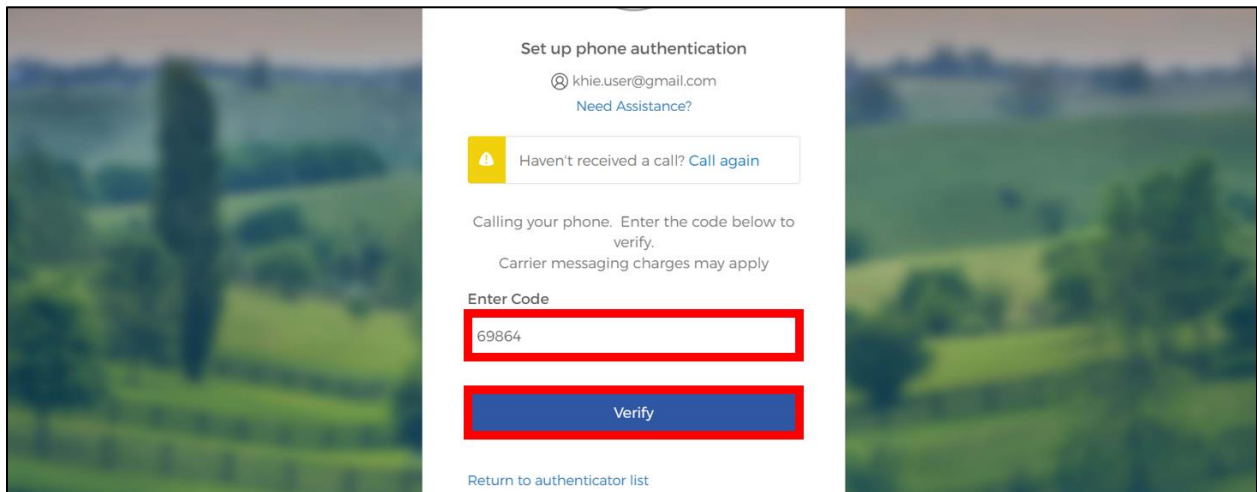 Set up phone authentication
khie.user@gmail.com
Need Assistance?
Haven't received a call? Call again
Calling your phone.  Enter the code below to
verify.
Carrier messaging charges may apply
Enter Code
69864
Verify
Return to authenticator list